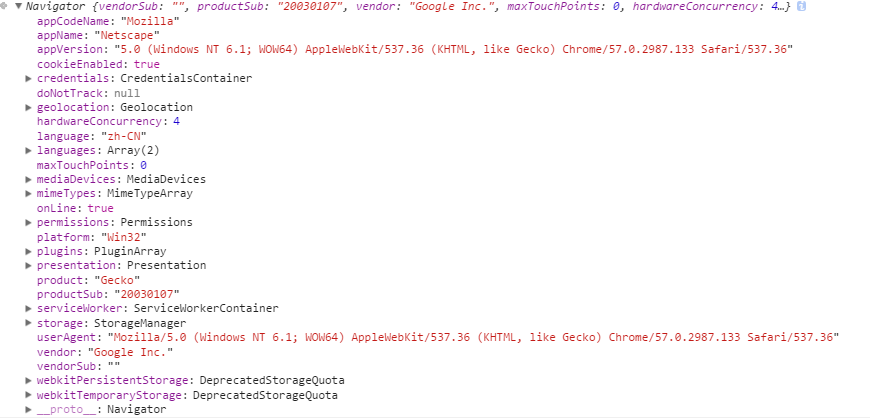 Navigator {vendorSub: "", productSub: "20030107", vendor: "Google Inc.", maxTouchPoints: 0, hardwareConcurrency: 4…}
appCodeName: "Mozilla"
appName: "Netscape"
appVersion: "5.0 (Windows NT 6.1; WOW64) AppleWebKit/537.36 (KHTML, like Gecko) Chrome/57.0.2987.133 Safari/537.36"
cookieEnabled: true
credentials: CredentialsContainer
doNotTrack: null
geolocation: Geolocation
hardwareConcurrency: 4
language: "zh-CN"
languages: Array(2)
maxTouchPoints: 0
mediaDevices: MediaDevices
mimeTypes: MimeTypeArray
onLine: true
permissions: Permissions
platform: "Win32"
plugins: PluginArray
presentation: Presentation
product: "Gecko"
productSub: "20030107"
serviceWorker: ServiceWorkerContainer
storage: StorageManager
userAgent: "Mozilla/5.0 (Windows NT 6.1; WOW64) AppleWebKit/537.36 (KHTML, like Gecko) Chrome/57.0.2987.133 Safari/537.36"
vendor: "Google Inc."
vendorSub: ""
webkitPersistentStorage: DeprecatedStorageQuota
webkitTemporaryStorage: DeprecatedStorageQuota
__proto__: Navigator